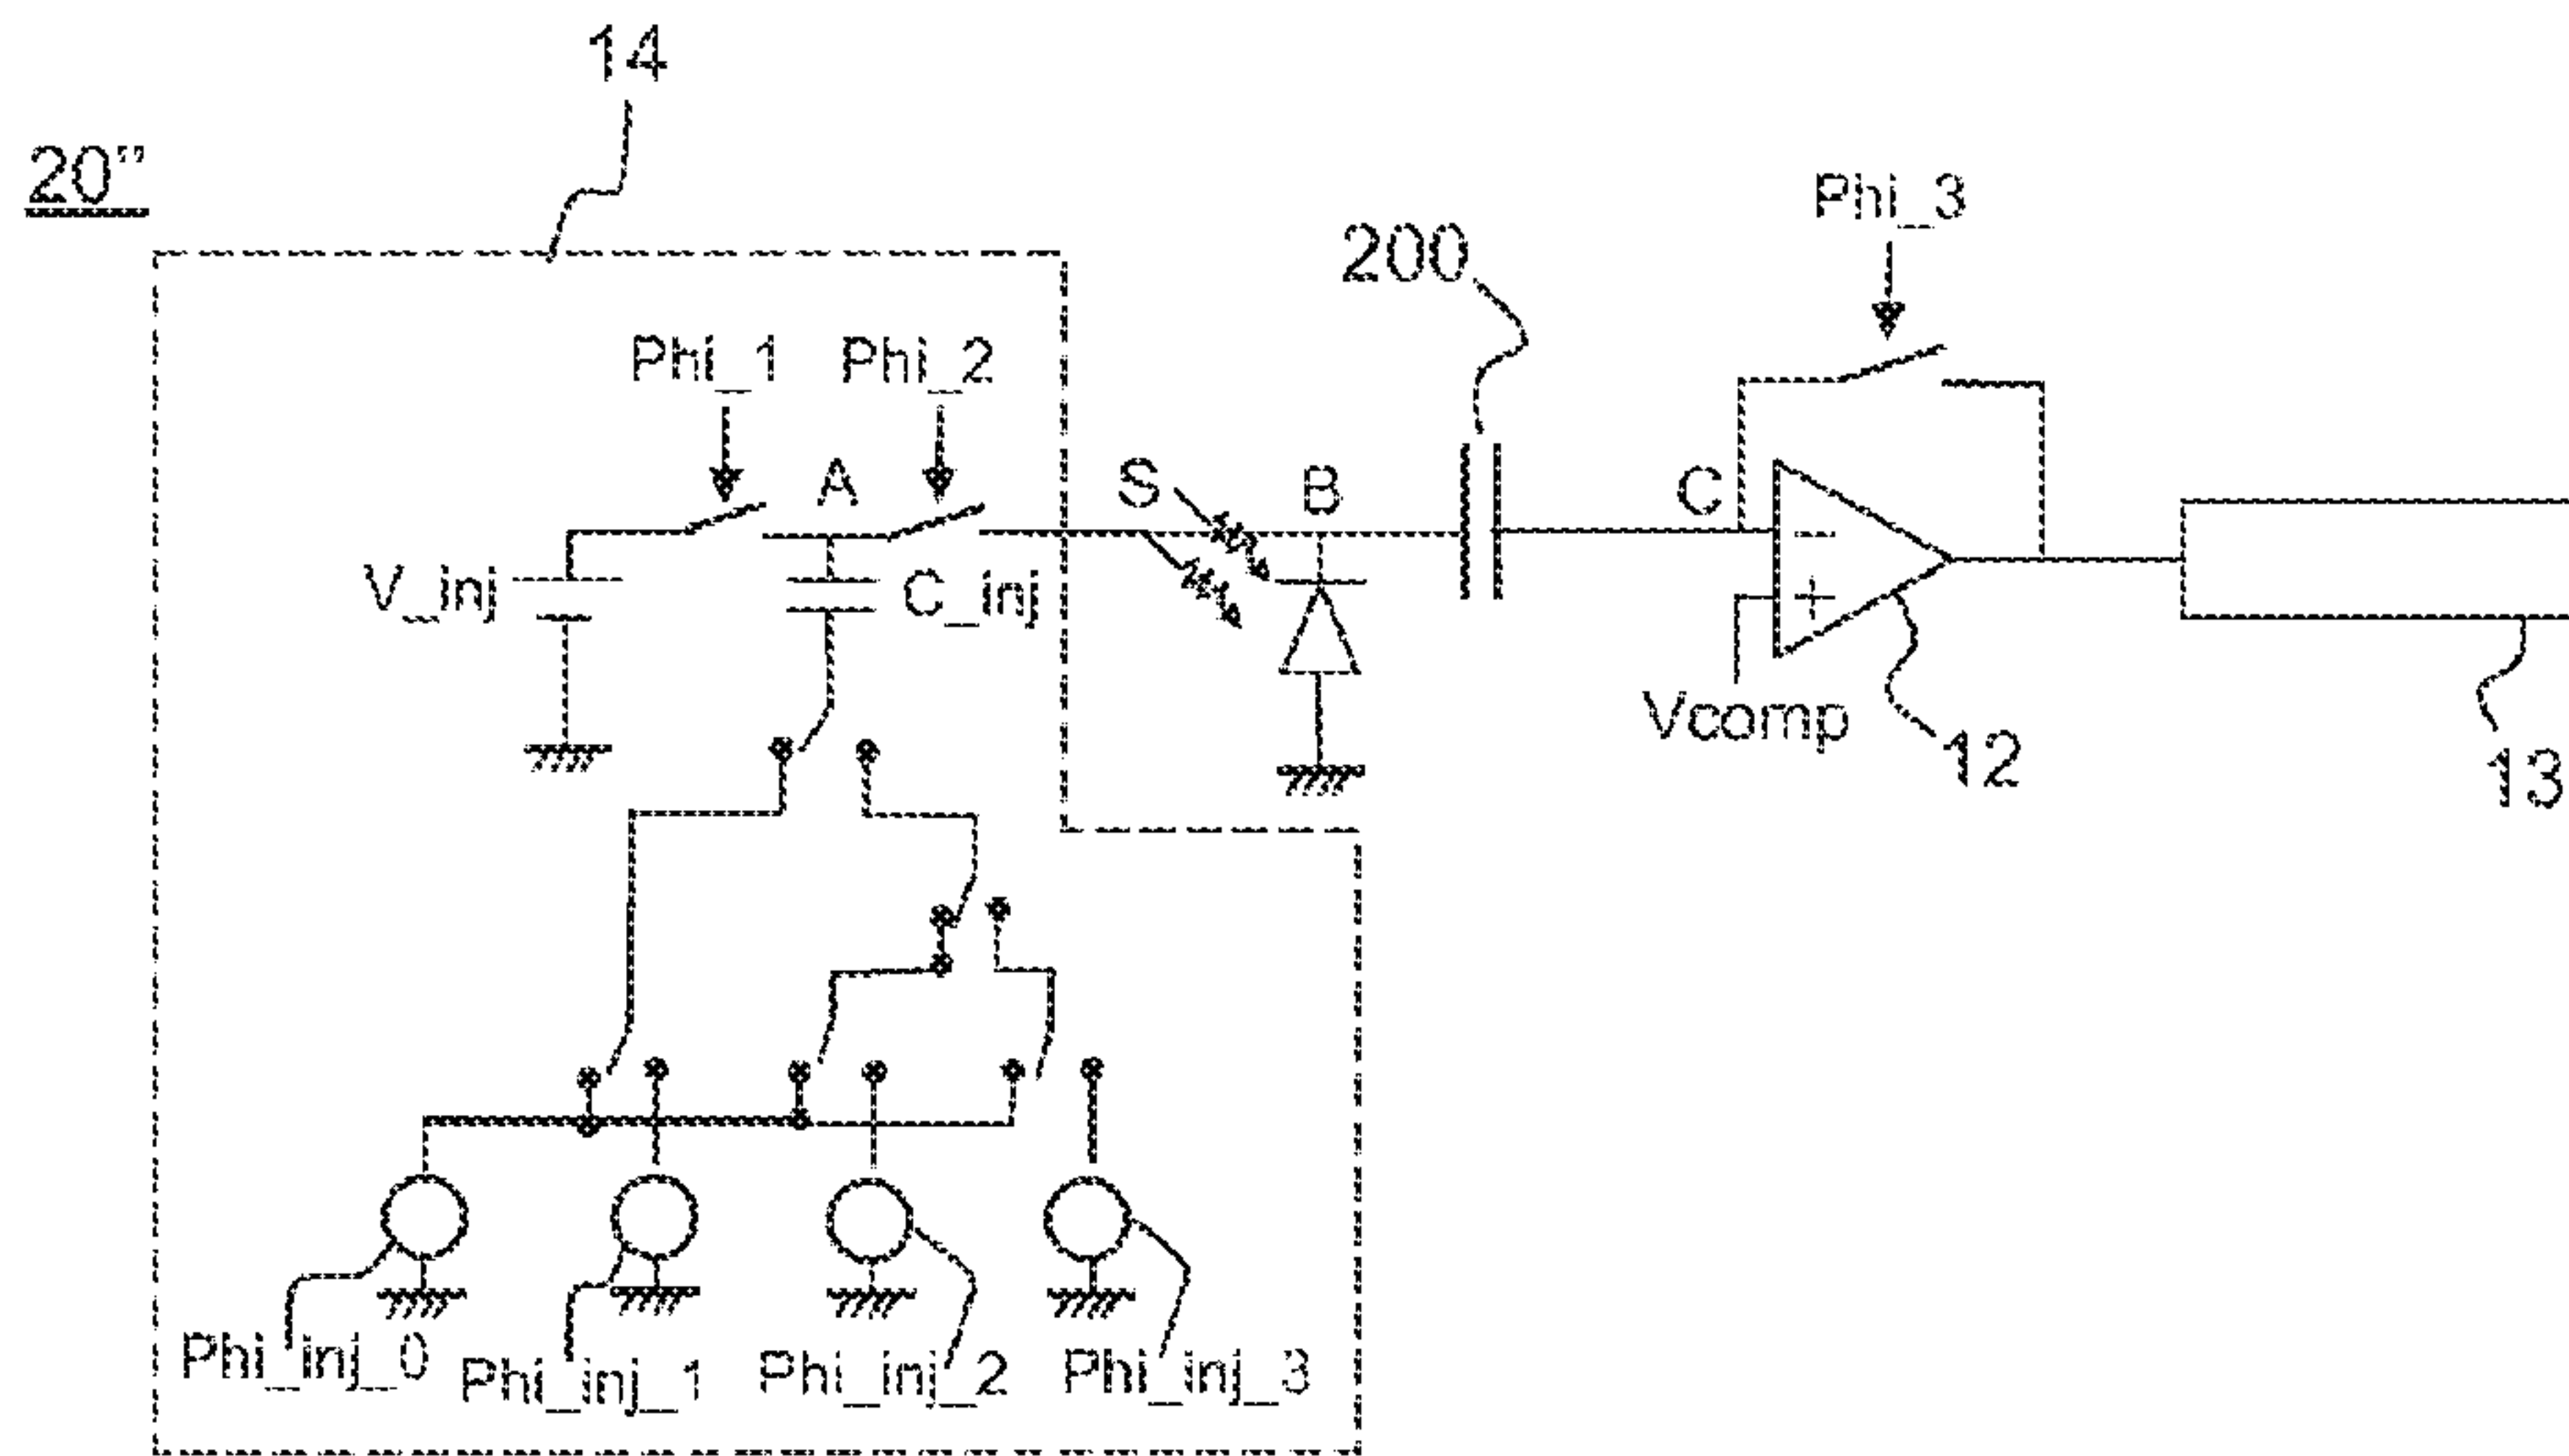 14
20"
Phi_3
200
Phi_1 Phi_2
A S B C
V_inj C_inj
− +
Vcomp
12
13
Phi_inj_0 Phi_inj_1 Phi_inj_2 Phi_inj_3